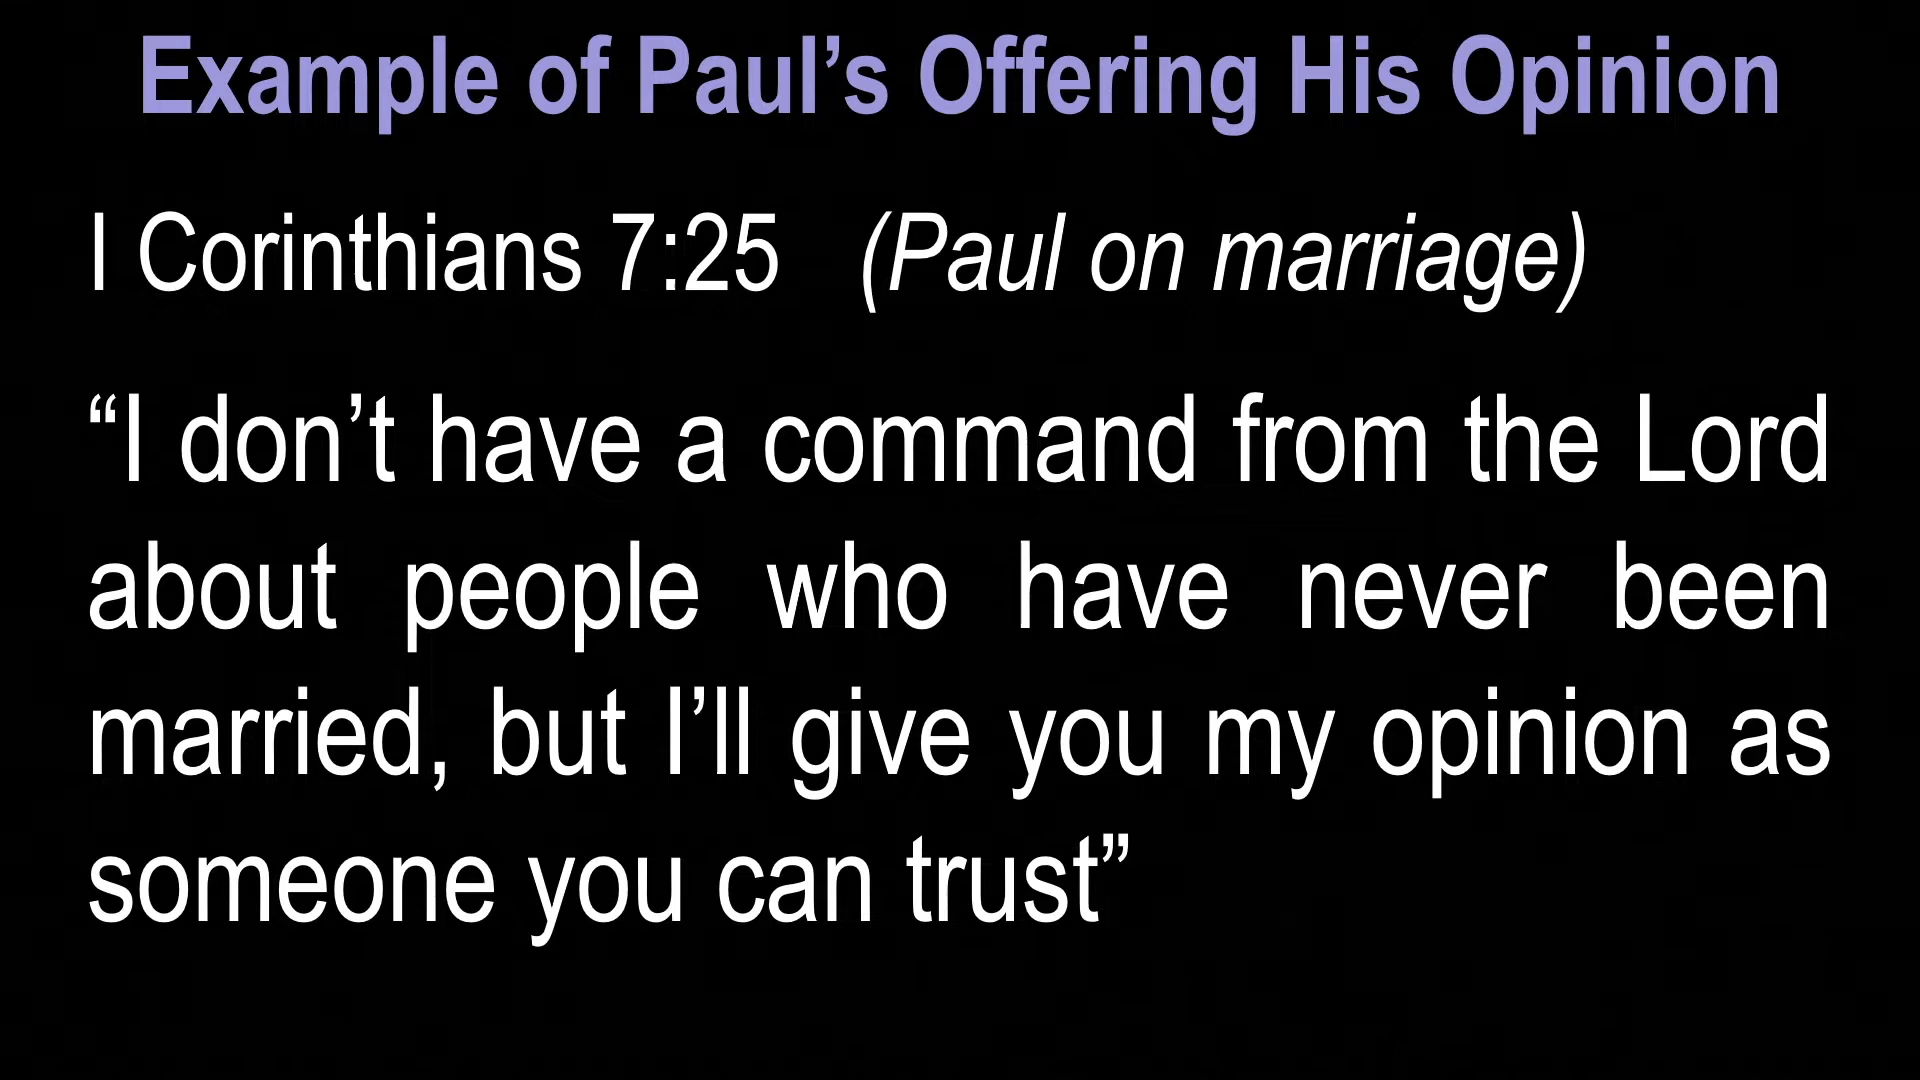 Example of Paul’s Offering His Opinion
I Corinthians 7:25 (Paul on marriage)
“I don’t have a command from the Lord
about people who have never been
married, but I’ll give you my opinion as
someone you can trust”